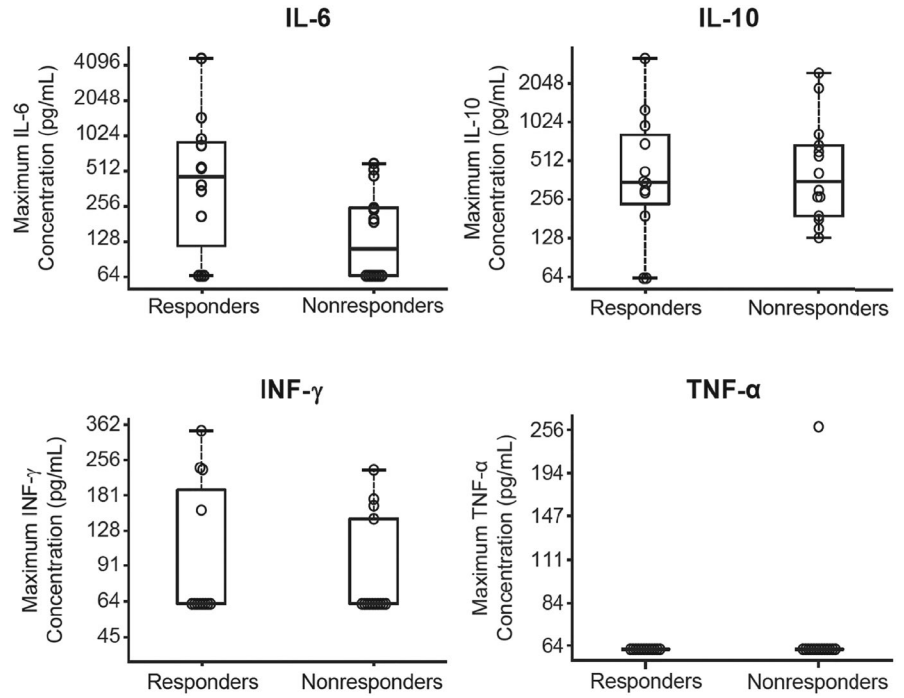 IL-6
Maximum IL-6
Concentration (pg/mL)
4096
2048
1024
512
256
128
64
Responders
Nonresponders
IL-10
Maximum IL-10
Concentration (pg/mL)
2048
1024
512
256
128
64
Responders
Nonresponders
INF-γ
Maximum INF-γ
Concentration (pg/mL)
362
256
181
128
91
64
45
Responders
Nonresponders
TNF-α
Maximum TNF-α
Concentration (pg/mL)
256
194
147
111
84
64
Responders
Nonresponders